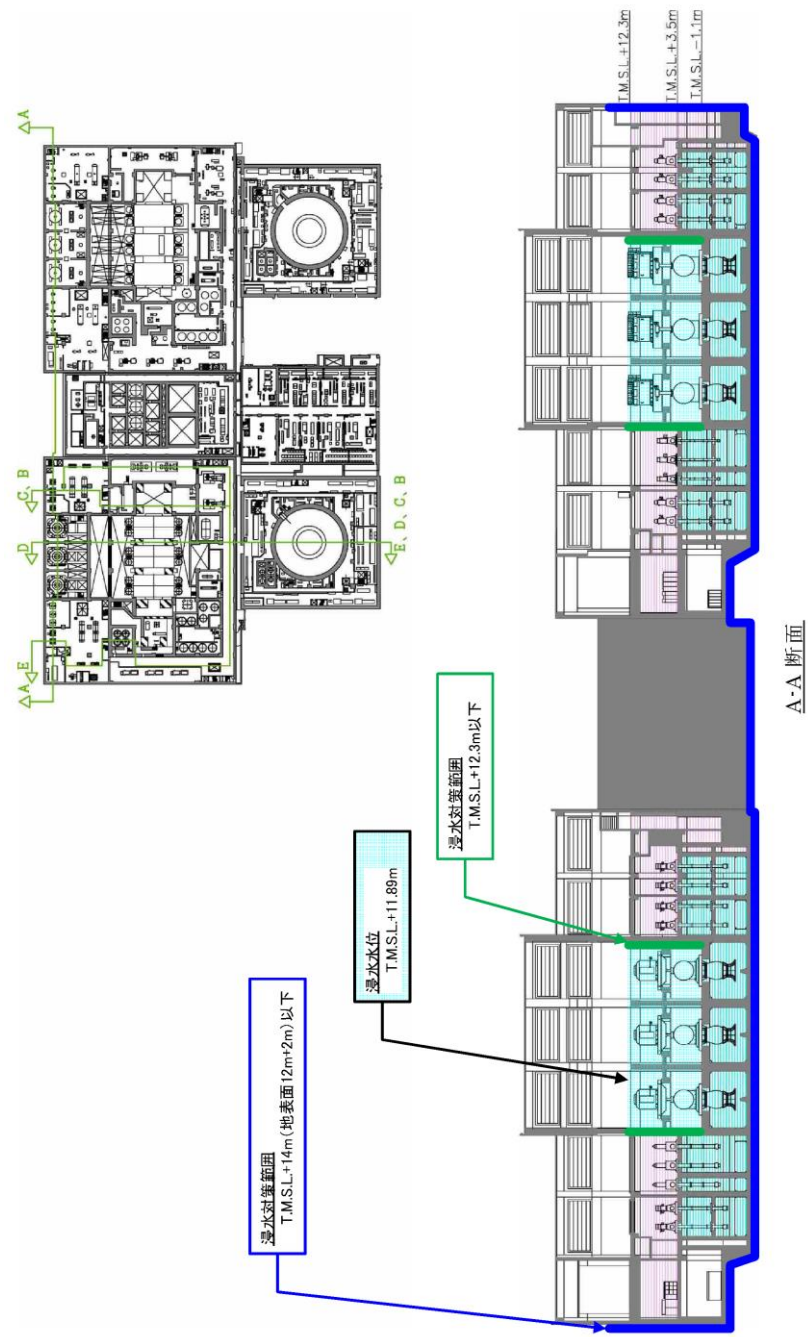 A
A
C、B
D
E
E、D、C、B
浸水対策範囲
T.M.S.L.+14m(地表面12m+2m)以下
浸水水位
T.M.S.L.+11.89m
浸水対策範囲
T.M.S.L.+12.3m以下
T.M.S.L.+12.3m
T.M.S.L.+3.5m
T.M.S.L.-1.1m
A-A 断面